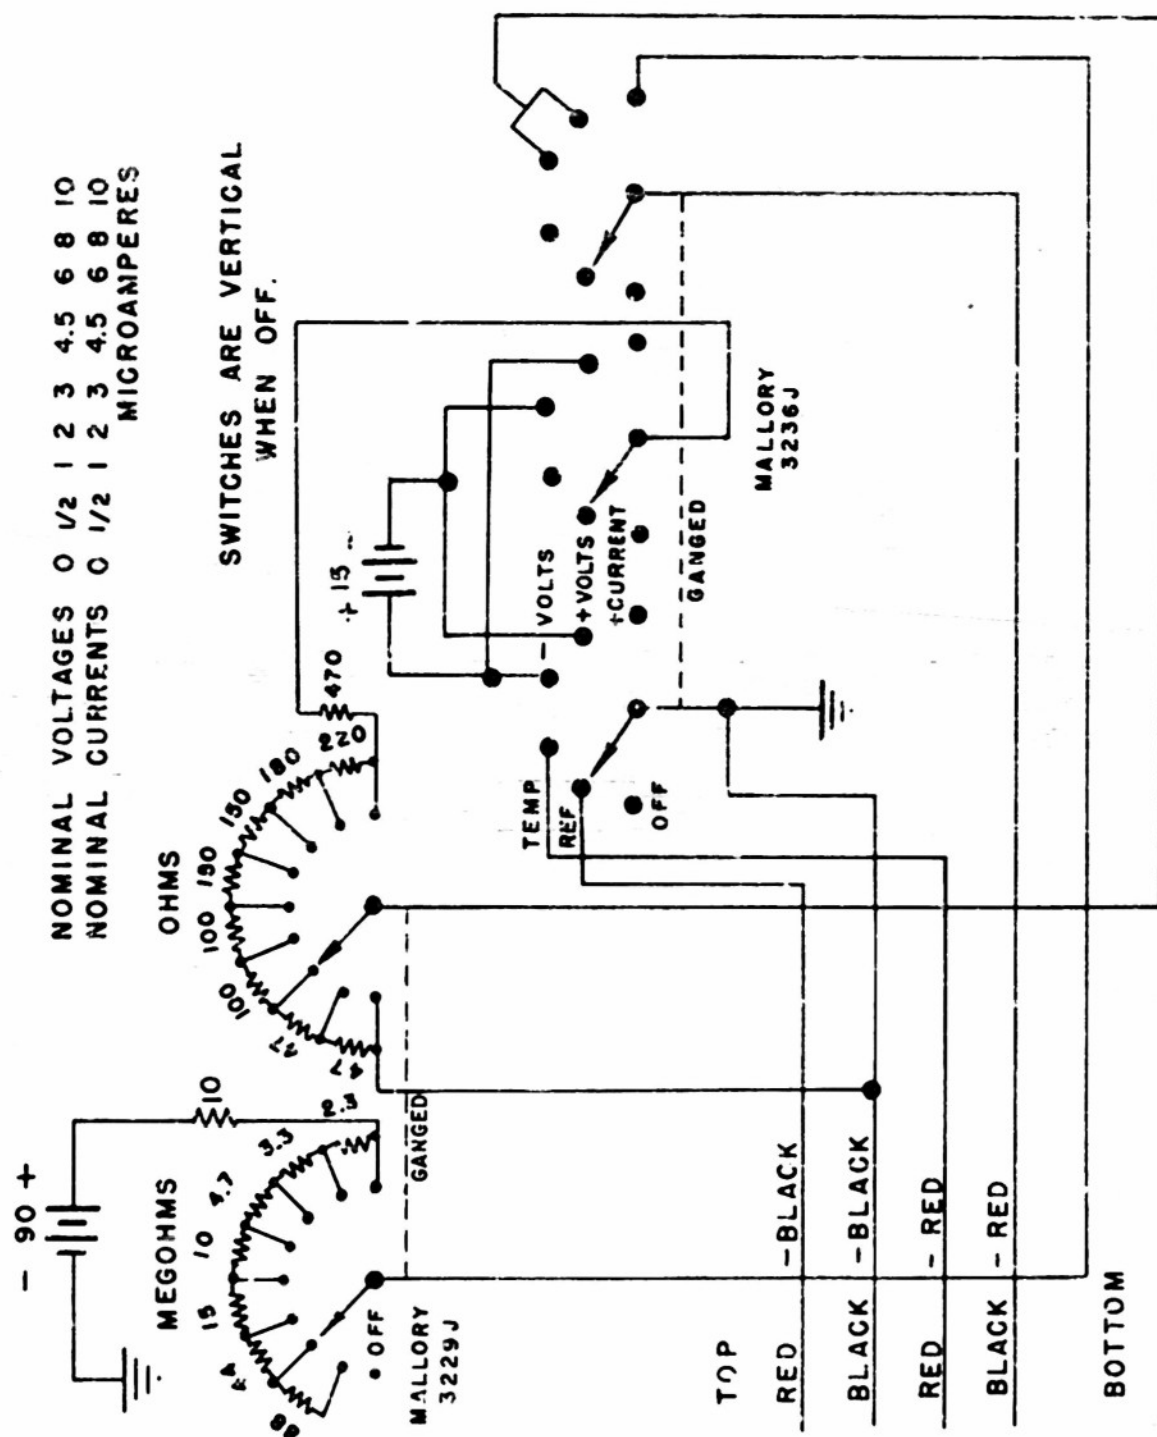 NOMINAL VOLTAGES 0 1/2 1 2 3 4.5 6 8 10
NOMINAL CURRENTS 0 1/2 1 2 3 4.5 6 8 10
MICROAMPERES
SWITCHES ARE VERTICAL
WHEN OFF.
- 90 +
10
MEGOHMS
68
15
10
4.7
3.3
2.3
OFF
MALLORY
3229J
GANGED
OHMS
47
27
100
100
150
180
220
470
+ 15 -
- VOLTS
+ VOLTS
+ CURRENT
TEMP
REF
OFF
GANGED
MALLORY
3236J
TOP
RED - BLACK
BLACK - BLACK
RED - RED
BLACK - RED
BOTTOM